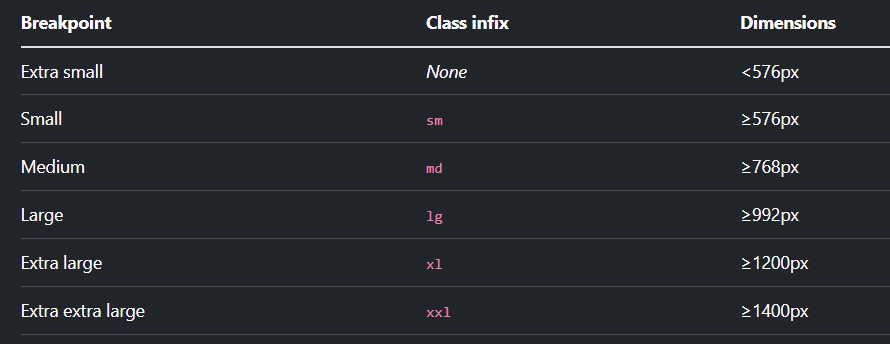 Breakpoint Class infix Dimensions
Extra small None <576px
Small sm ≥576px
Medium md ≥768px
Large lg ≥992px
Extra large xl ≥1200px
Extra extra large xxl ≥1400px